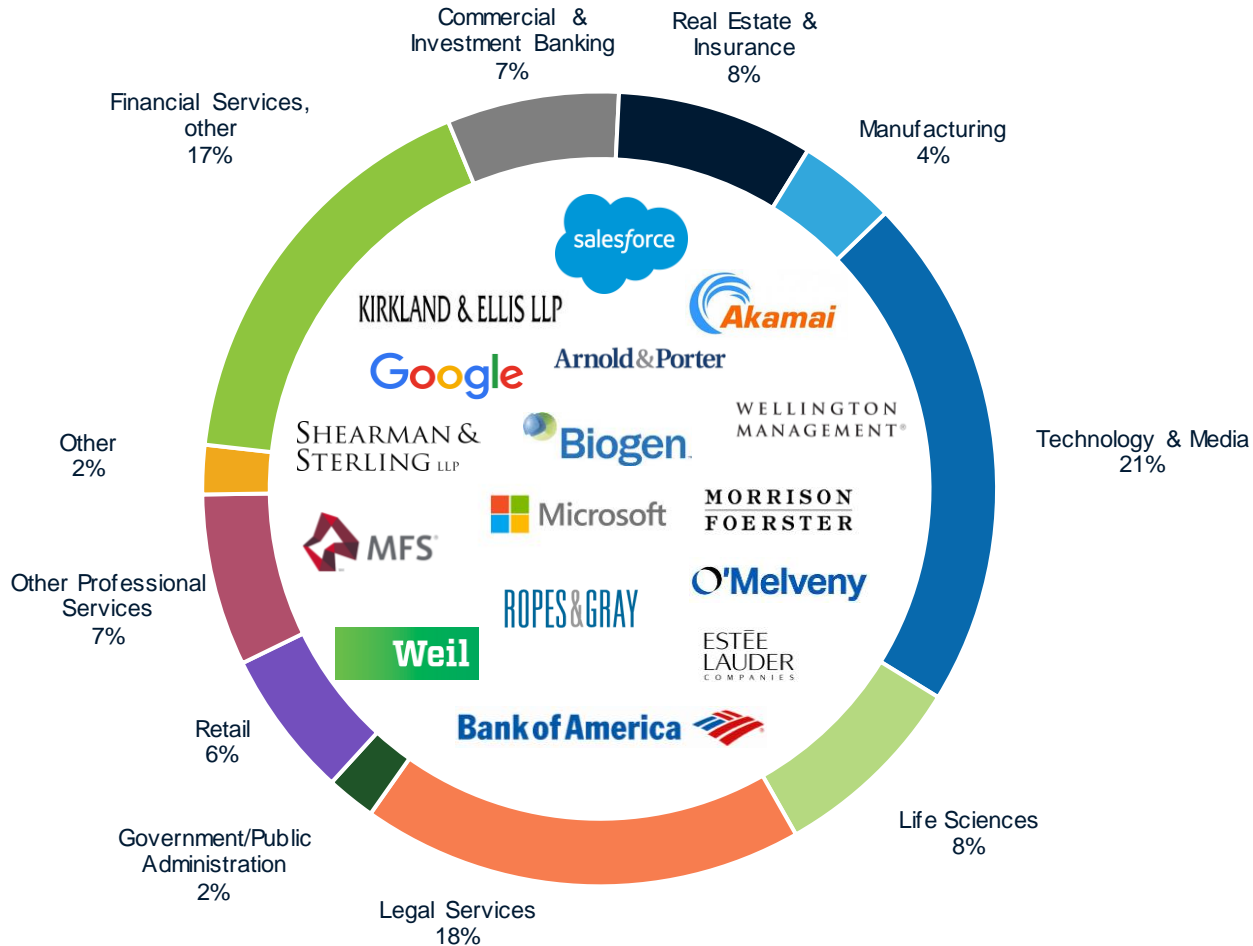 Commercial &
Investment Banking
7%
Real Estate &
Insurance
8%
Financial Services,
other
17%
Manufacturing
4%
salesforce
KIRKLAND & ELLIS LLP
Akamai
Google
Arnold&Porter
WELLINGTON
MANAGEMENT®
SHEARMAN &
STERLING LLP
Biogen
Other
2%
Technology & Media
21%
Microsoft
MORRISON
FOERSTER
MFS®
O'Melveny
Other Professional
Services
7%
ROPES&GRAY
Weil
ESTĒE
LAUDER
COMPANIES
Bank of America
Retail
6%
Life Sciences
8%
Government/Public
Administration
2%
Legal Services
18%